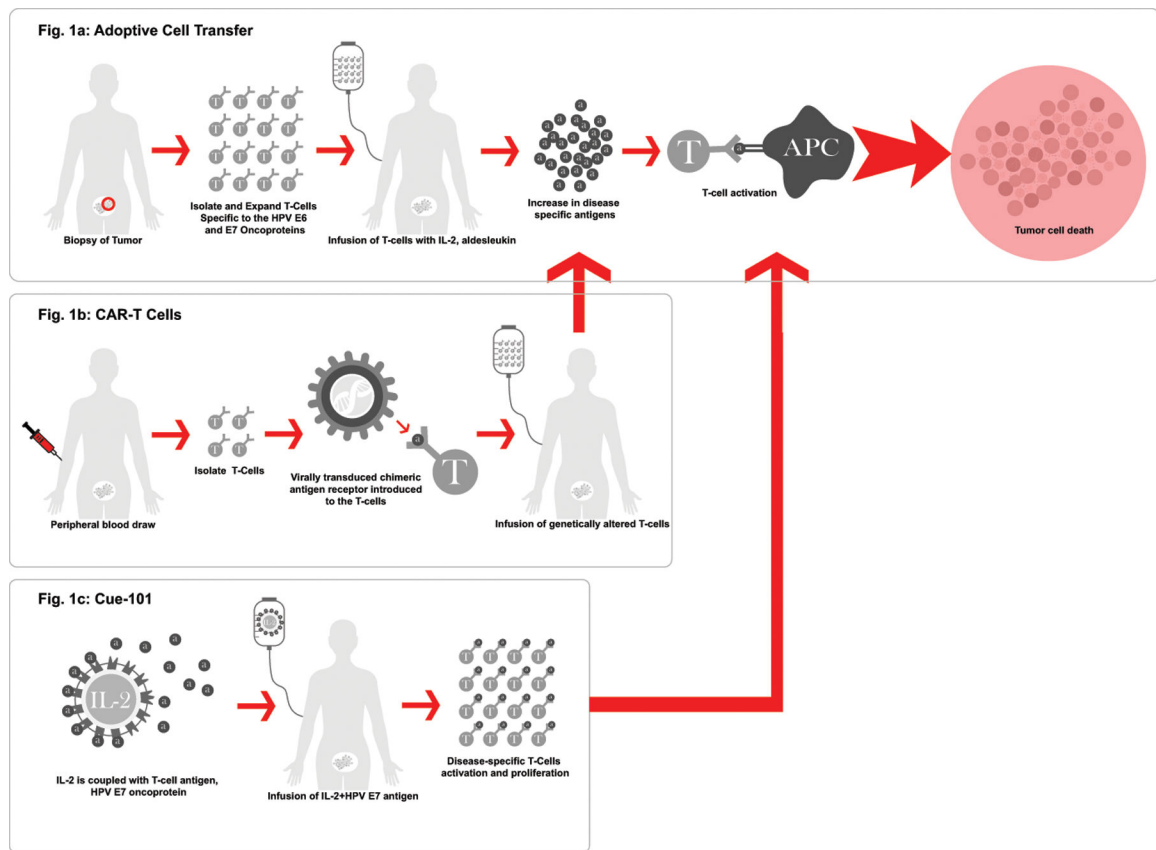 Fig. 1a: Adoptive Cell Transfer
Biopsy of Tumor
T T T T
T T T T
T T T T
T T T T
Isolate and Expand T-Cells
Specific to the HPV E6
and E7 Oncoproteins
Infusion of T-cells with IL-2, aldesleukin
a a a a a a a a a a a a a a a a a a a a a a
Increase in disease
specific antigens
T a APC
T-cell activation
Tumor cell death
Fig. 1b: CAR-T Cells
Peripheral blood draw
T T
T T
Isolate T-Cells
a
T
Virally transduced chimeric
antigen receptor introduced
to the T-cells
Infusion of genetically altered T-cells
Fig. 1c: Cue-101
a a a a a a a a a a a a a a a a
IL-2
IL-2 is coupled with T-cell antigen,
HPV E7 oncoprotein
Infusion of IL-2+HPV E7 antigen
T T T T
T T T T
T T T T
T T T T
Disease-specific T-Cells
activation and proliferation